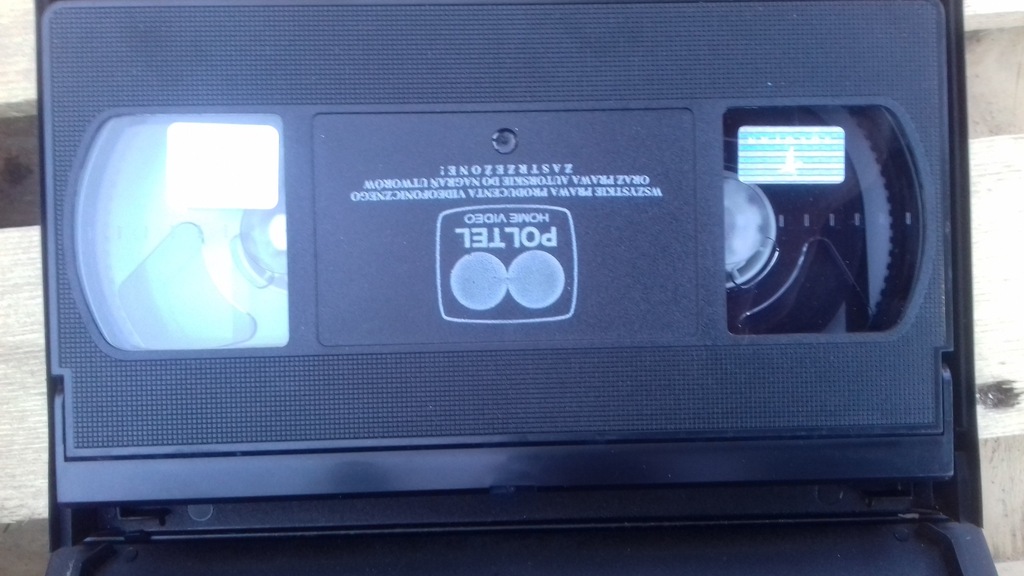 POLTEL
HOME VIDEO
WSZYSTKIE PRAWA PRODUCENTA VIDEOFONICZNEGO
ORAZ PRAWA AUTORSKIE DO NAGRAŃ UTWORÓW
ZASTRZEŻONE!